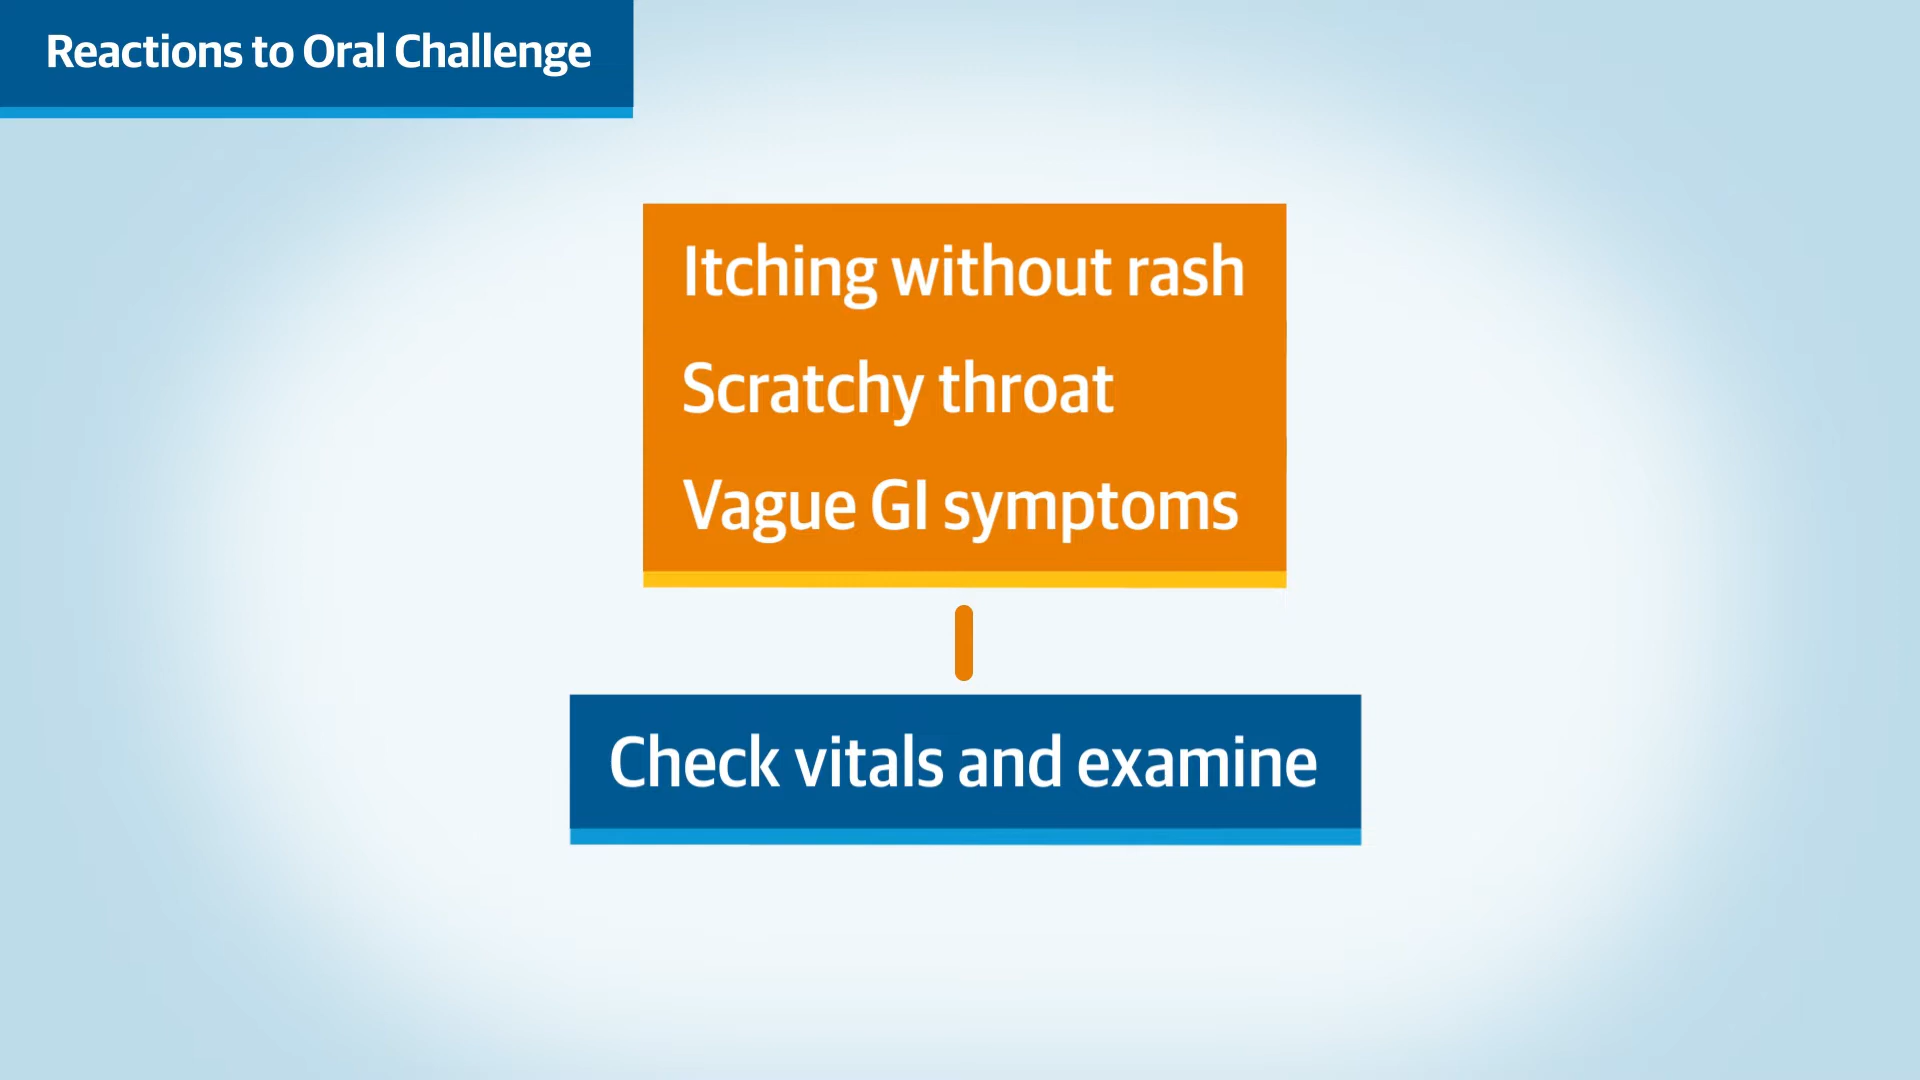 Reactions to Oral Challenge
Itching without rash
Scratchy throat
Vague GI symptoms
Check vitals and examine